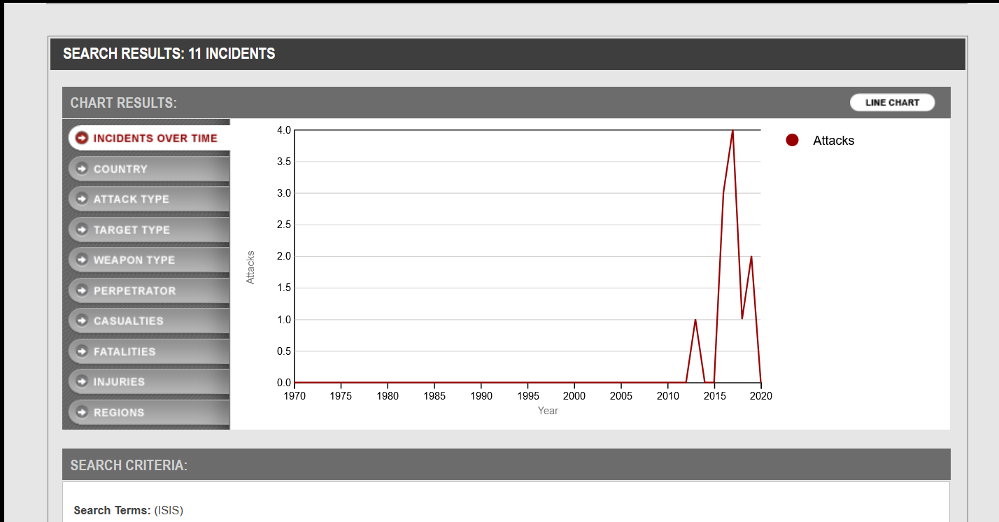 SEARCH RESULTS: 11 INCIDENTS
CHART RESULTS:
LINE CHART
INCIDENTS OVER TIME
COUNTRY
ATTACK TYPE
TARGET TYPE
WEAPON TYPE
PERPETRATOR
CASUALTIES
FATALITIES
INJURIES
REGIONS
4.0
3.5
3.0
2.5
2.0
1.5
1.0
0.5
0.0
Attacks
1970 1975 1980 1985 1990 1995 2000 2005 2010 2015 2020
Year
Attacks
SEARCH CRITERIA:
Search Terms: (ISIS)